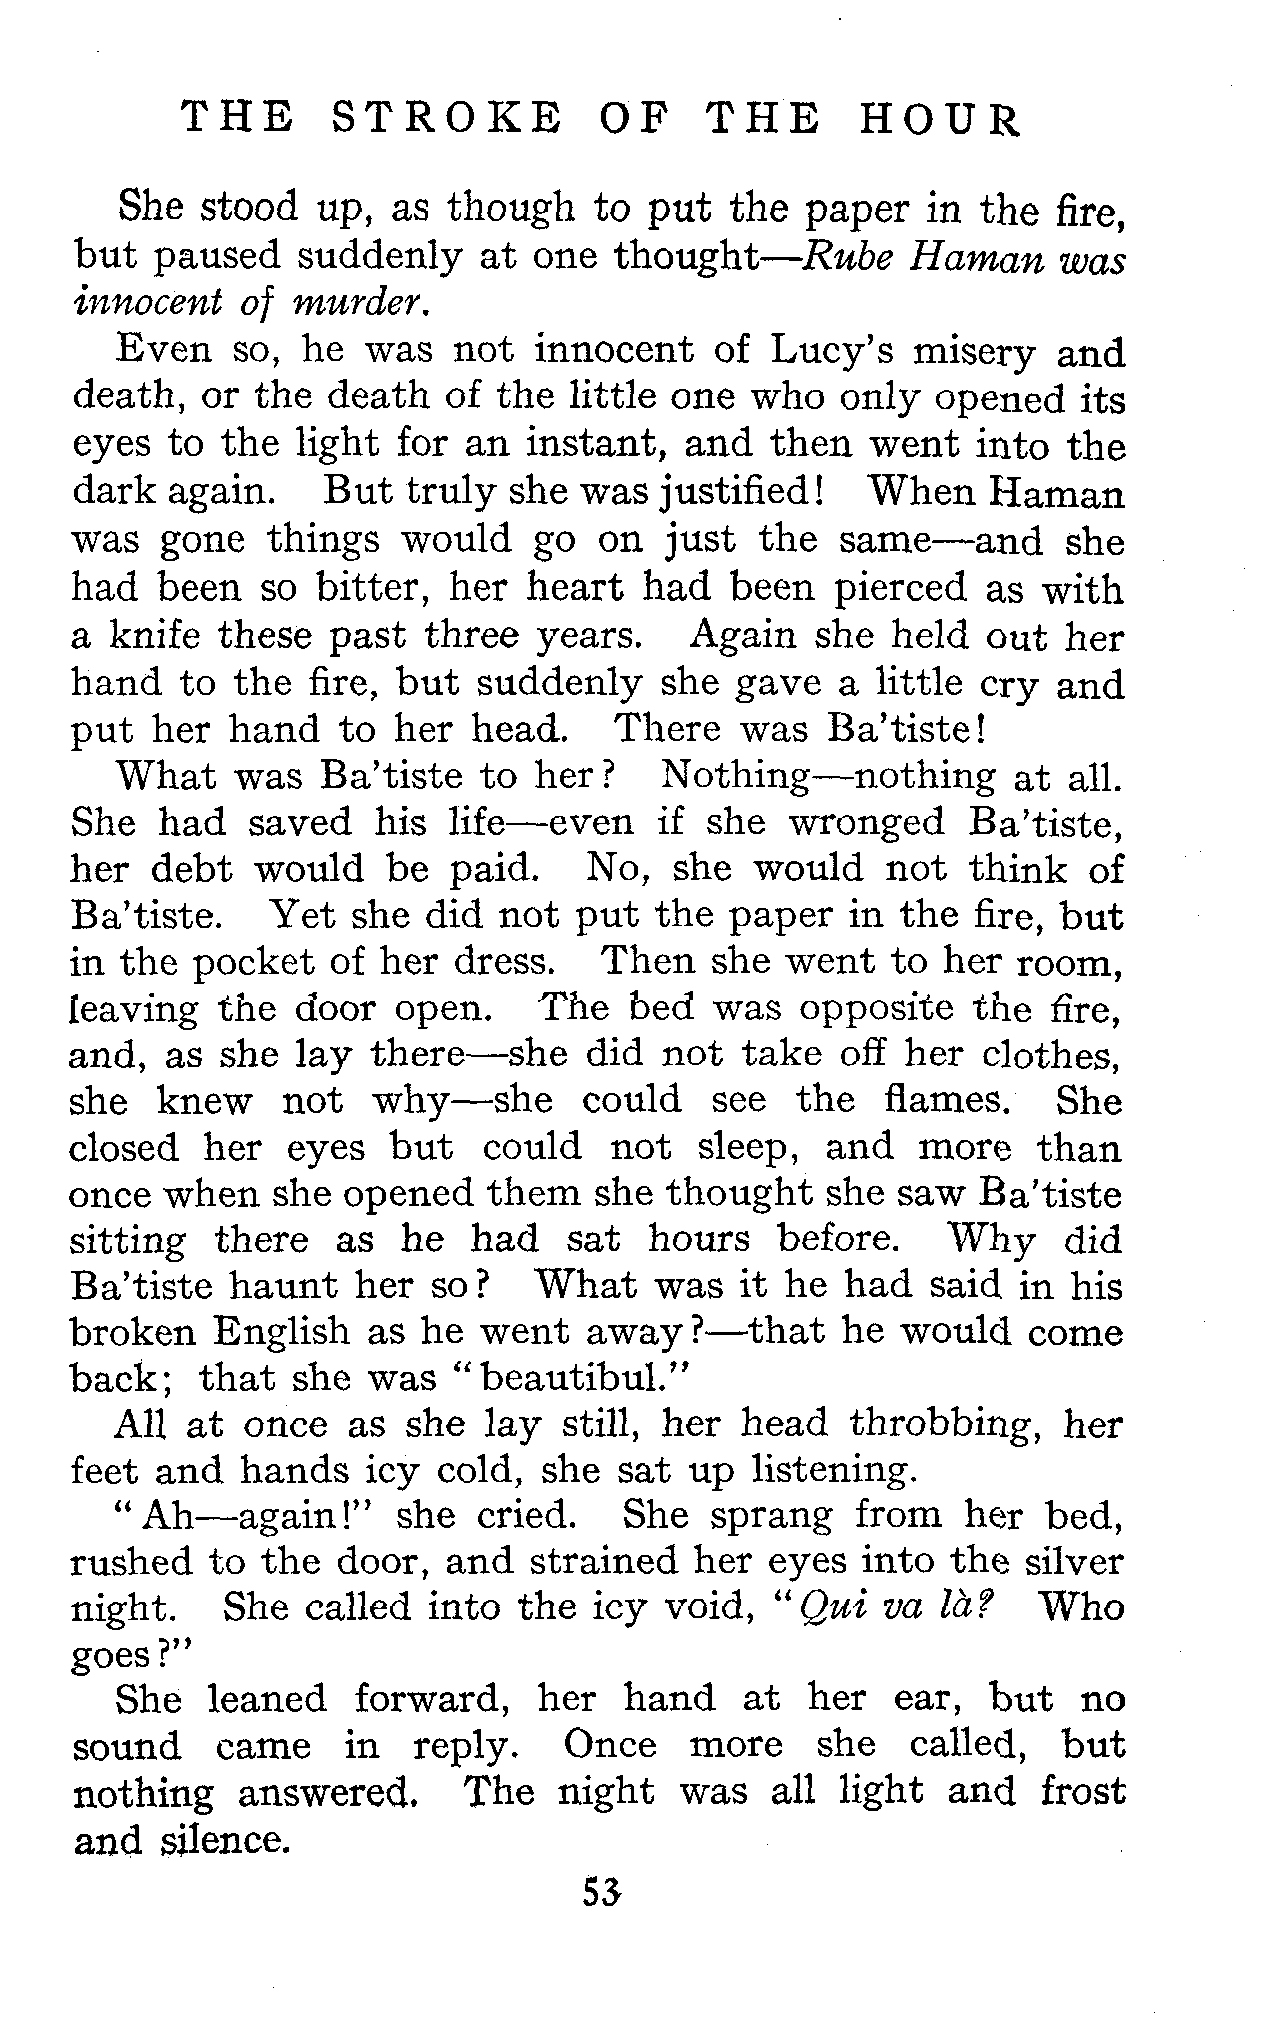 THE STROKE OF THE HOUR
She stood up, as though to put the paper in the fire,
but paused suddenly at one thought—Rube Haman was
innocent of murder.
Even so, he was not innocent of Lucy's misery and
death, or the death of the little one who only opened its
eyes to the light for an instant, and then went into the
dark again. But truly she was justified! When Haman
was gone things would go on just the same—and she
had been so bitter, her heart had been pierced as with
a knife these past three years. Again she held out her
hand to the fire, but suddenly she gave a little cry and
put her hand to her head. There was Ba'tiste!
What was Ba'tiste to her? Nothing—nothing at all.
She had saved his life—even if she wronged Ba'tiste,
her debt would be paid. No, she would not think of
Ba'tiste. Yet she did not put the paper in the fire, but
in the pocket of her dress. Then she went to her room,
leaving the door open. The bed was opposite the fire,
and, as she lay there—she did not take off her clothes,
she knew not why—she could see the flames. She
closed her eyes but could not sleep, and more than
once when she opened them she thought she saw Ba'tiste
sitting there as he had sat hours before. Why did
Ba'tiste haunt her so? What was it he had said in his
broken English as he went away?—that he would come
back; that she was "beautibul."
All at once as she lay still, her head throbbing, her
feet and hands icy cold, she sat up listening.
"Ah—again!" she cried. She sprang from her bed,
rushed to the door, and strained her eyes into the silver
night. She called into the icy void, "Qui va là? Who
goes?"
She leaned forward, her hand at her ear, but no
sound came in reply. Once more she called, but
nothing answered. The night was all light and frost
and silence.
53